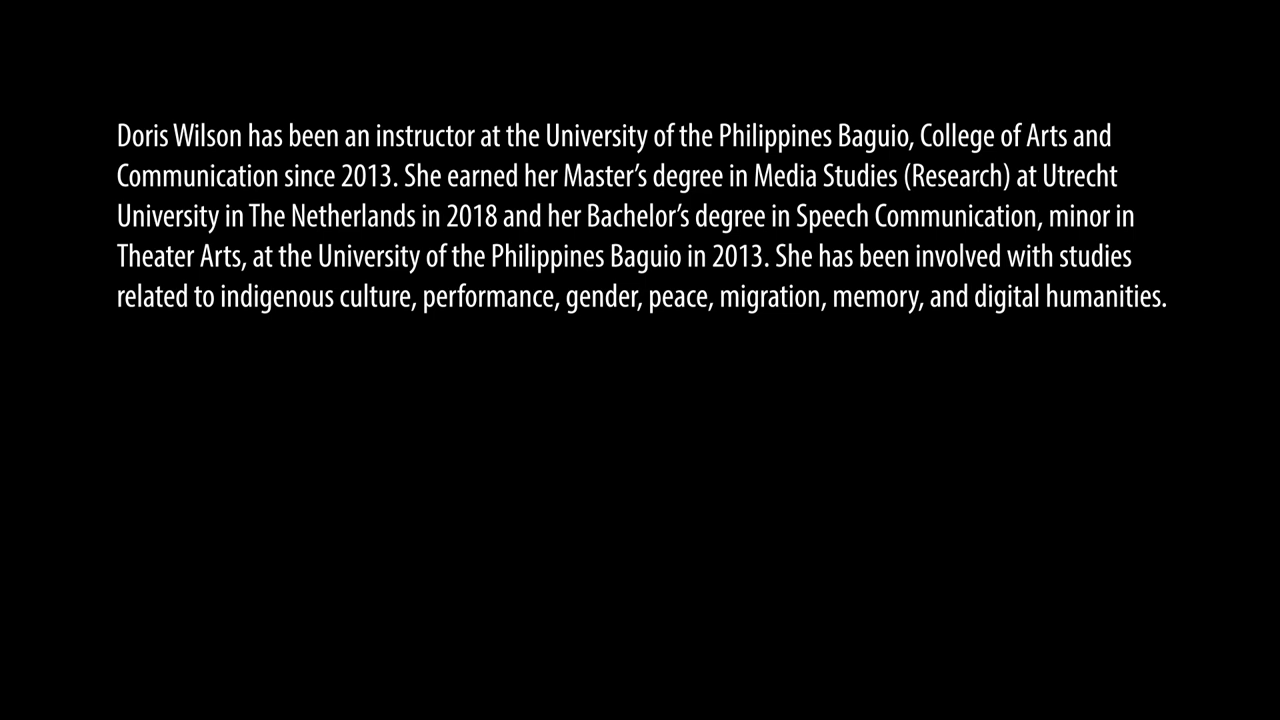 Doris Wilson has been an instructor at the University of the Philippines Baguio, College of Arts and
Communication since 2013. She earned her Master’s degree in Media Studies (Research) at Utrecht
University in The Netherlands in 2018 and her Bachelor’s degree in Speech Communication, minor in
Theater Arts, at the University of the Philippines Baguio in 2013. She has been involved with studies
related to indigenous culture, performance, gender, peace, migration, memory, and digital humanities.